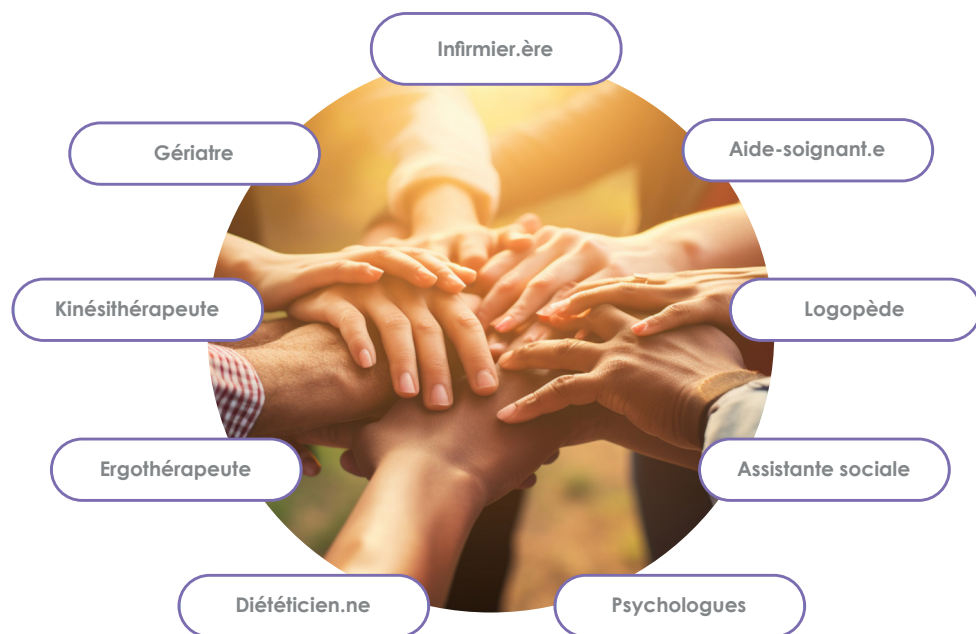 Infirmier.ère
Gériatre
Aide-soignant.e
Kinésithérapeute
Logopède
Ergothérapeute
Assistante sociale
Diététicien.ne
Psychologues